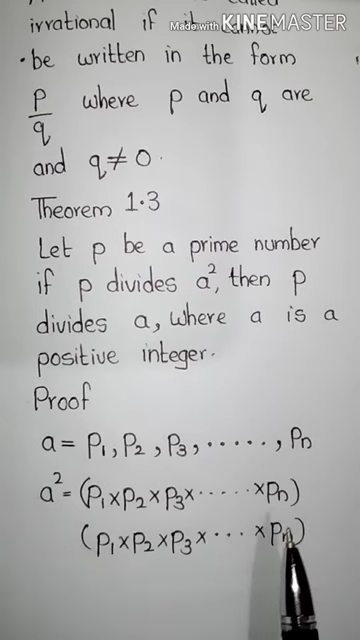 called
irrational if it cannot
Made with KINEMASTER
• be written in the form
p/q where p and q are
and q ≠ 0.
Theorem 1.3
Let p be a prime number
if p divides a², then p
divides a, where a is a
positive integer.
Proof
a = P₁, P₂, P₃, ......, Pn
a² = (P₁×P₂×P₃×......×Pn)
(P₁×P₂×P₃×...×Pn)